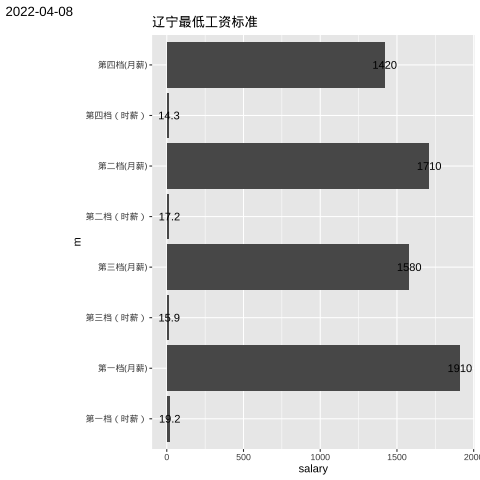 2022-04-08
辽宁最低工资标准
第四档(月薪)
1420
第四档（时薪）
14.3
第二档(月薪)
1710
第二档（时薪）
17.2
m
第三档(月薪)
1580
第三档（时薪）
15.9
第一档(月薪)
1910
第一档（时薪）
19.2
0 500 1000 1500 2000
salary